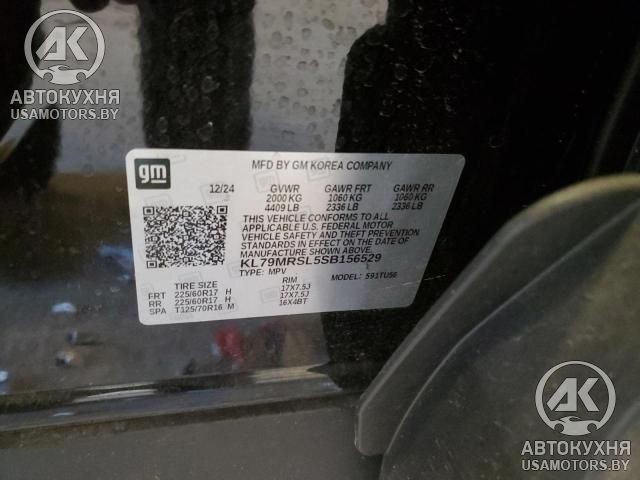 AK
АВТОКУХНЯ
USAMOTORS.BY
gm
MFD BY GM KOREA COMPANY
12/24 GVWR GAWR FRT GAWR RR
2000 KG 1060 KG 1060 KG
4409 LB 2336 LB 2336 LB
THIS VEHICLE CONFORMS TO ALL
APPLICABLE U.S. FEDERAL MOTOR
VEHICLE SAFETY AND THEFT PREVENTION
STANDARDS IN EFFECT ON THE DATE OF
MANUFACTURE SHOWN ABOVE.
KL79MRSL5SB156529
TYPE: MPV MODEL: 591TU56
TIRE SIZE RIM
FRT 225/60R17 H 17X7.5J
RR 225/60R17 H 17X7.5J
SPA T125/70R16 M 16X4BT
AK
АВТОКУХНЯ
USAMOTORS.BY